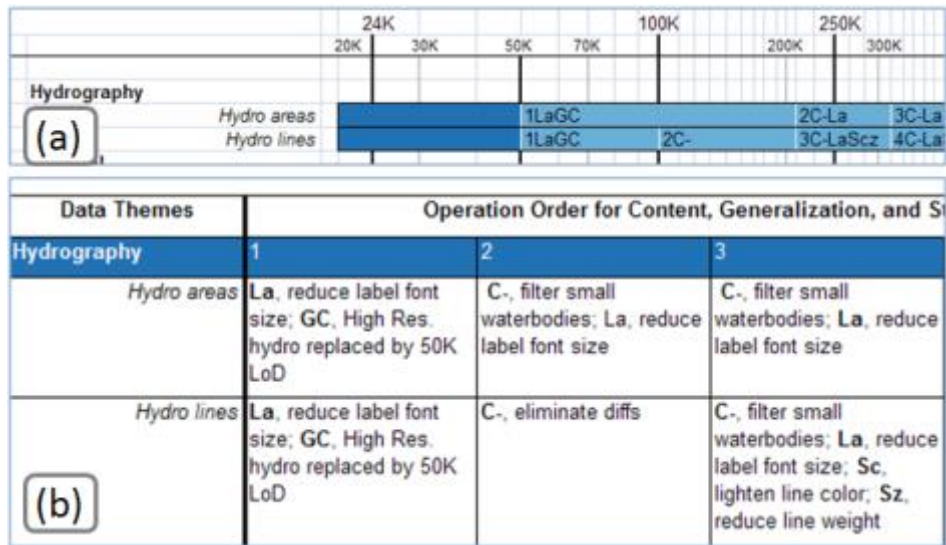 24K 100K 250K
20K 30K 50K 70K 200K 300K
Hydrography
Hydro areas 1LaGC 2C-La 3C-La
Hydro lines 1LaGC 2C- 3C-LaScz 4C-La
(a)
Data Themes Operation Order for Content, Generalization, and S
Hydrography 1 2 3
Hydro areas
La, reduce label font
size; GC, High Res.
hydro replaced by 50K
LoD
C-, filter small
waterbodies; La, reduce
label font size
C-, filter small
waterbodies; La, reduce
label font size
Hydro lines
La, reduce label font
size; GC, High Res.
hydro replaced by 50K
LoD
C-, eliminate diffs
C-, filter small
waterbodies; La, reduce
label font size; Sc,
lighten line color; Sz,
reduce line weight
(b)